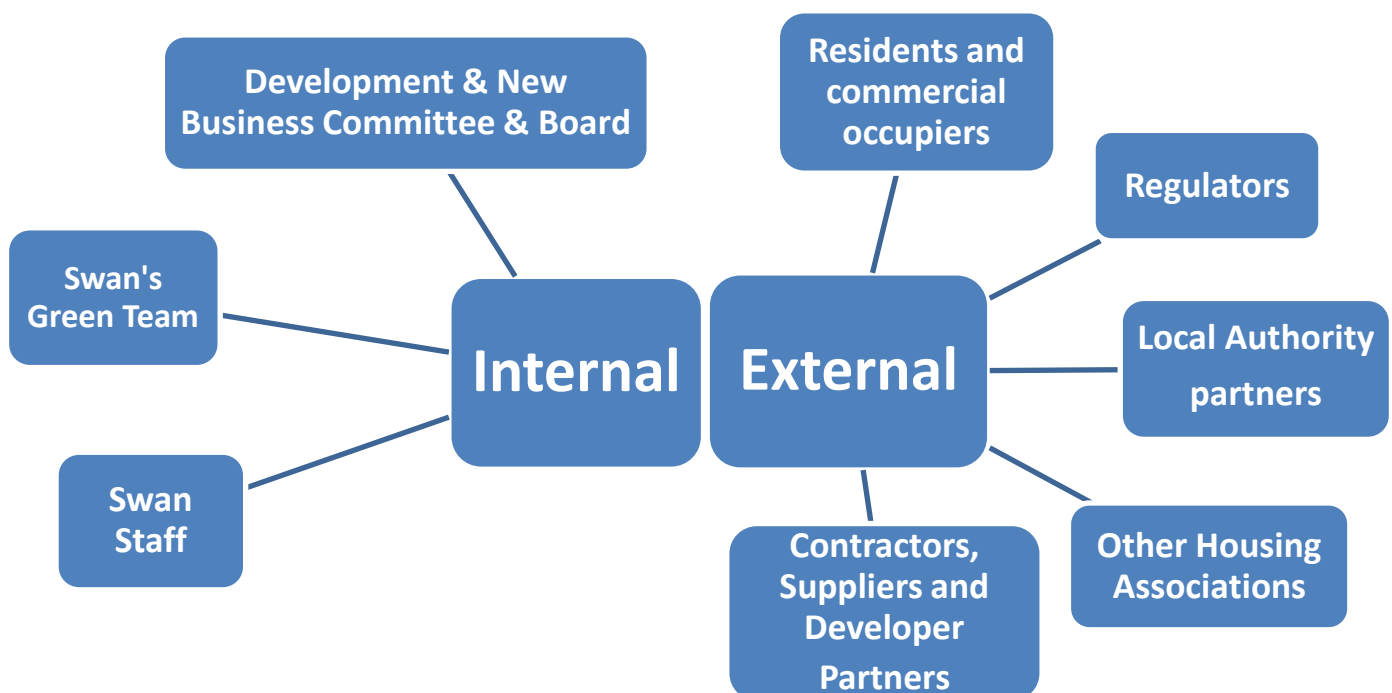 Development & New
Business Committee & Board
Swan's
Green Team
Swan
Staff
Internal
External
Residents and
commercial
occupiers
Regulators
Local Authority
partners
Other Housing
Associations
Contractors,
Suppliers and
Developer
Partners